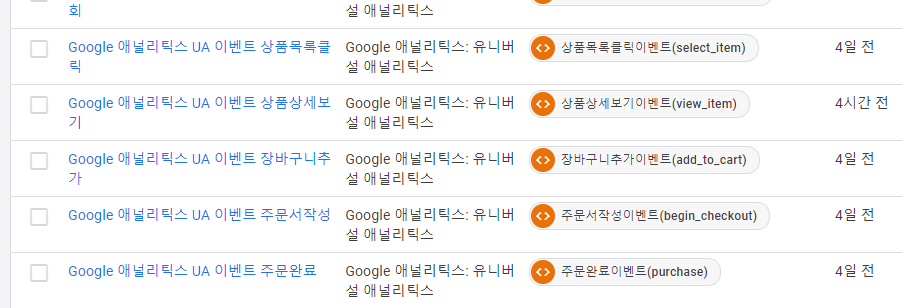 회
Google 애널리틱스 UA 이벤트 상품목록클
릭
Google 애널리틱스: 유니버
설 애널리틱스
상품목록클릭이벤트(select_item)
4일 전
Google 애널리틱스 UA 이벤트 상품상세보
기
Google 애널리틱스: 유니버
설 애널리틱스
상품상세보기이벤트(view_item)
4시간 전
Google 애널리틱스 UA 이벤트 장바구니추
가
Google 애널리틱스: 유니버
설 애널리틱스
장바구니추가이벤트(add_to_cart)
4일 전
Google 애널리틱스 UA 이벤트 주문서작성
Google 애널리틱스: 유니버
설 애널리틱스
주문서작성이벤트(begin_checkout)
4일 전
Google 애널리틱스 UA 이벤트 주문완료
Google 애널리틱스: 유니버
설 애널리틱스
주문완료이벤트(purchase)
4일 전